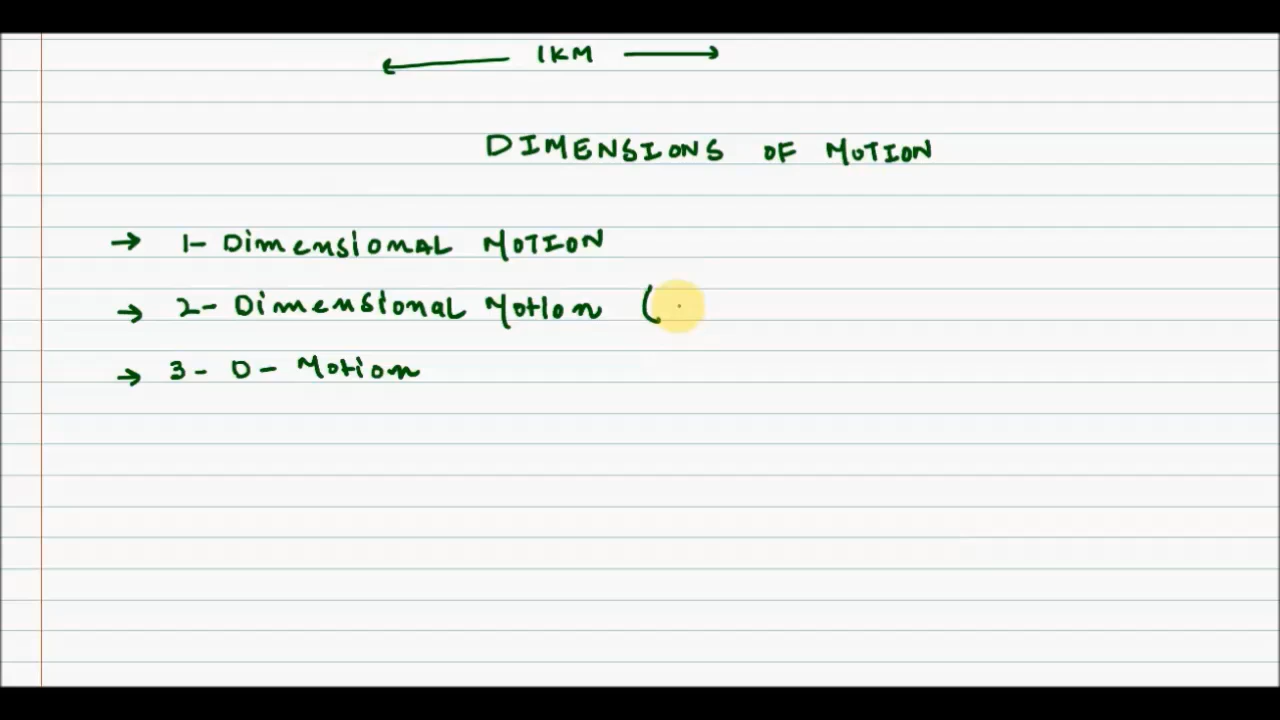 1KM
DIMENSIONS OF MOTION
→ 1- DimensionAL MOTION
→ 2- Dimensional Motion (
→ 3 - D - Motion